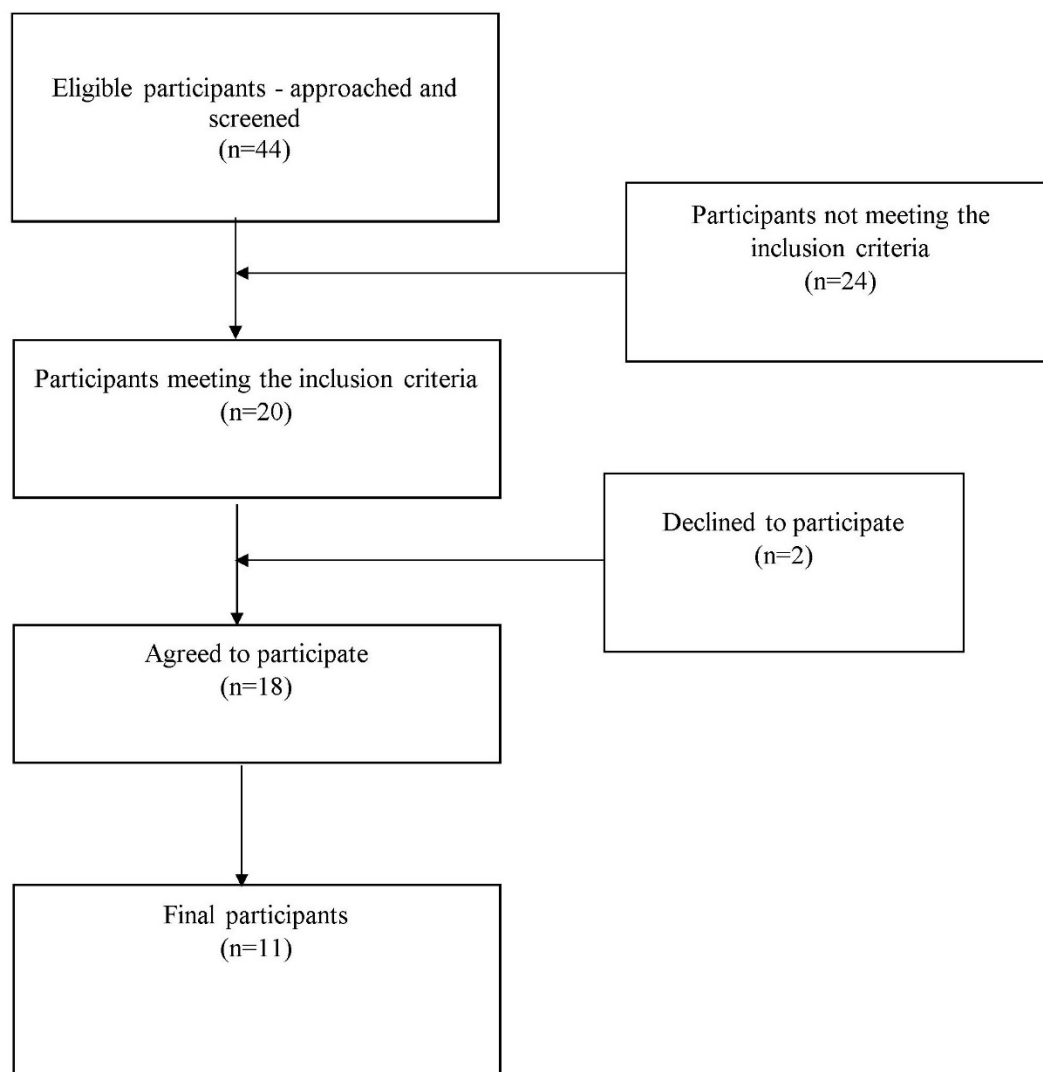 Eligible participants - approached and
screened
(n=44)
Participants not meeting the
inclusion criteria
(n=24)
Participants meeting the inclusion criteria
(n=20)
Declined to participate
(n=2)
Agreed to participate
(n=18)
Final participants
(n=11)